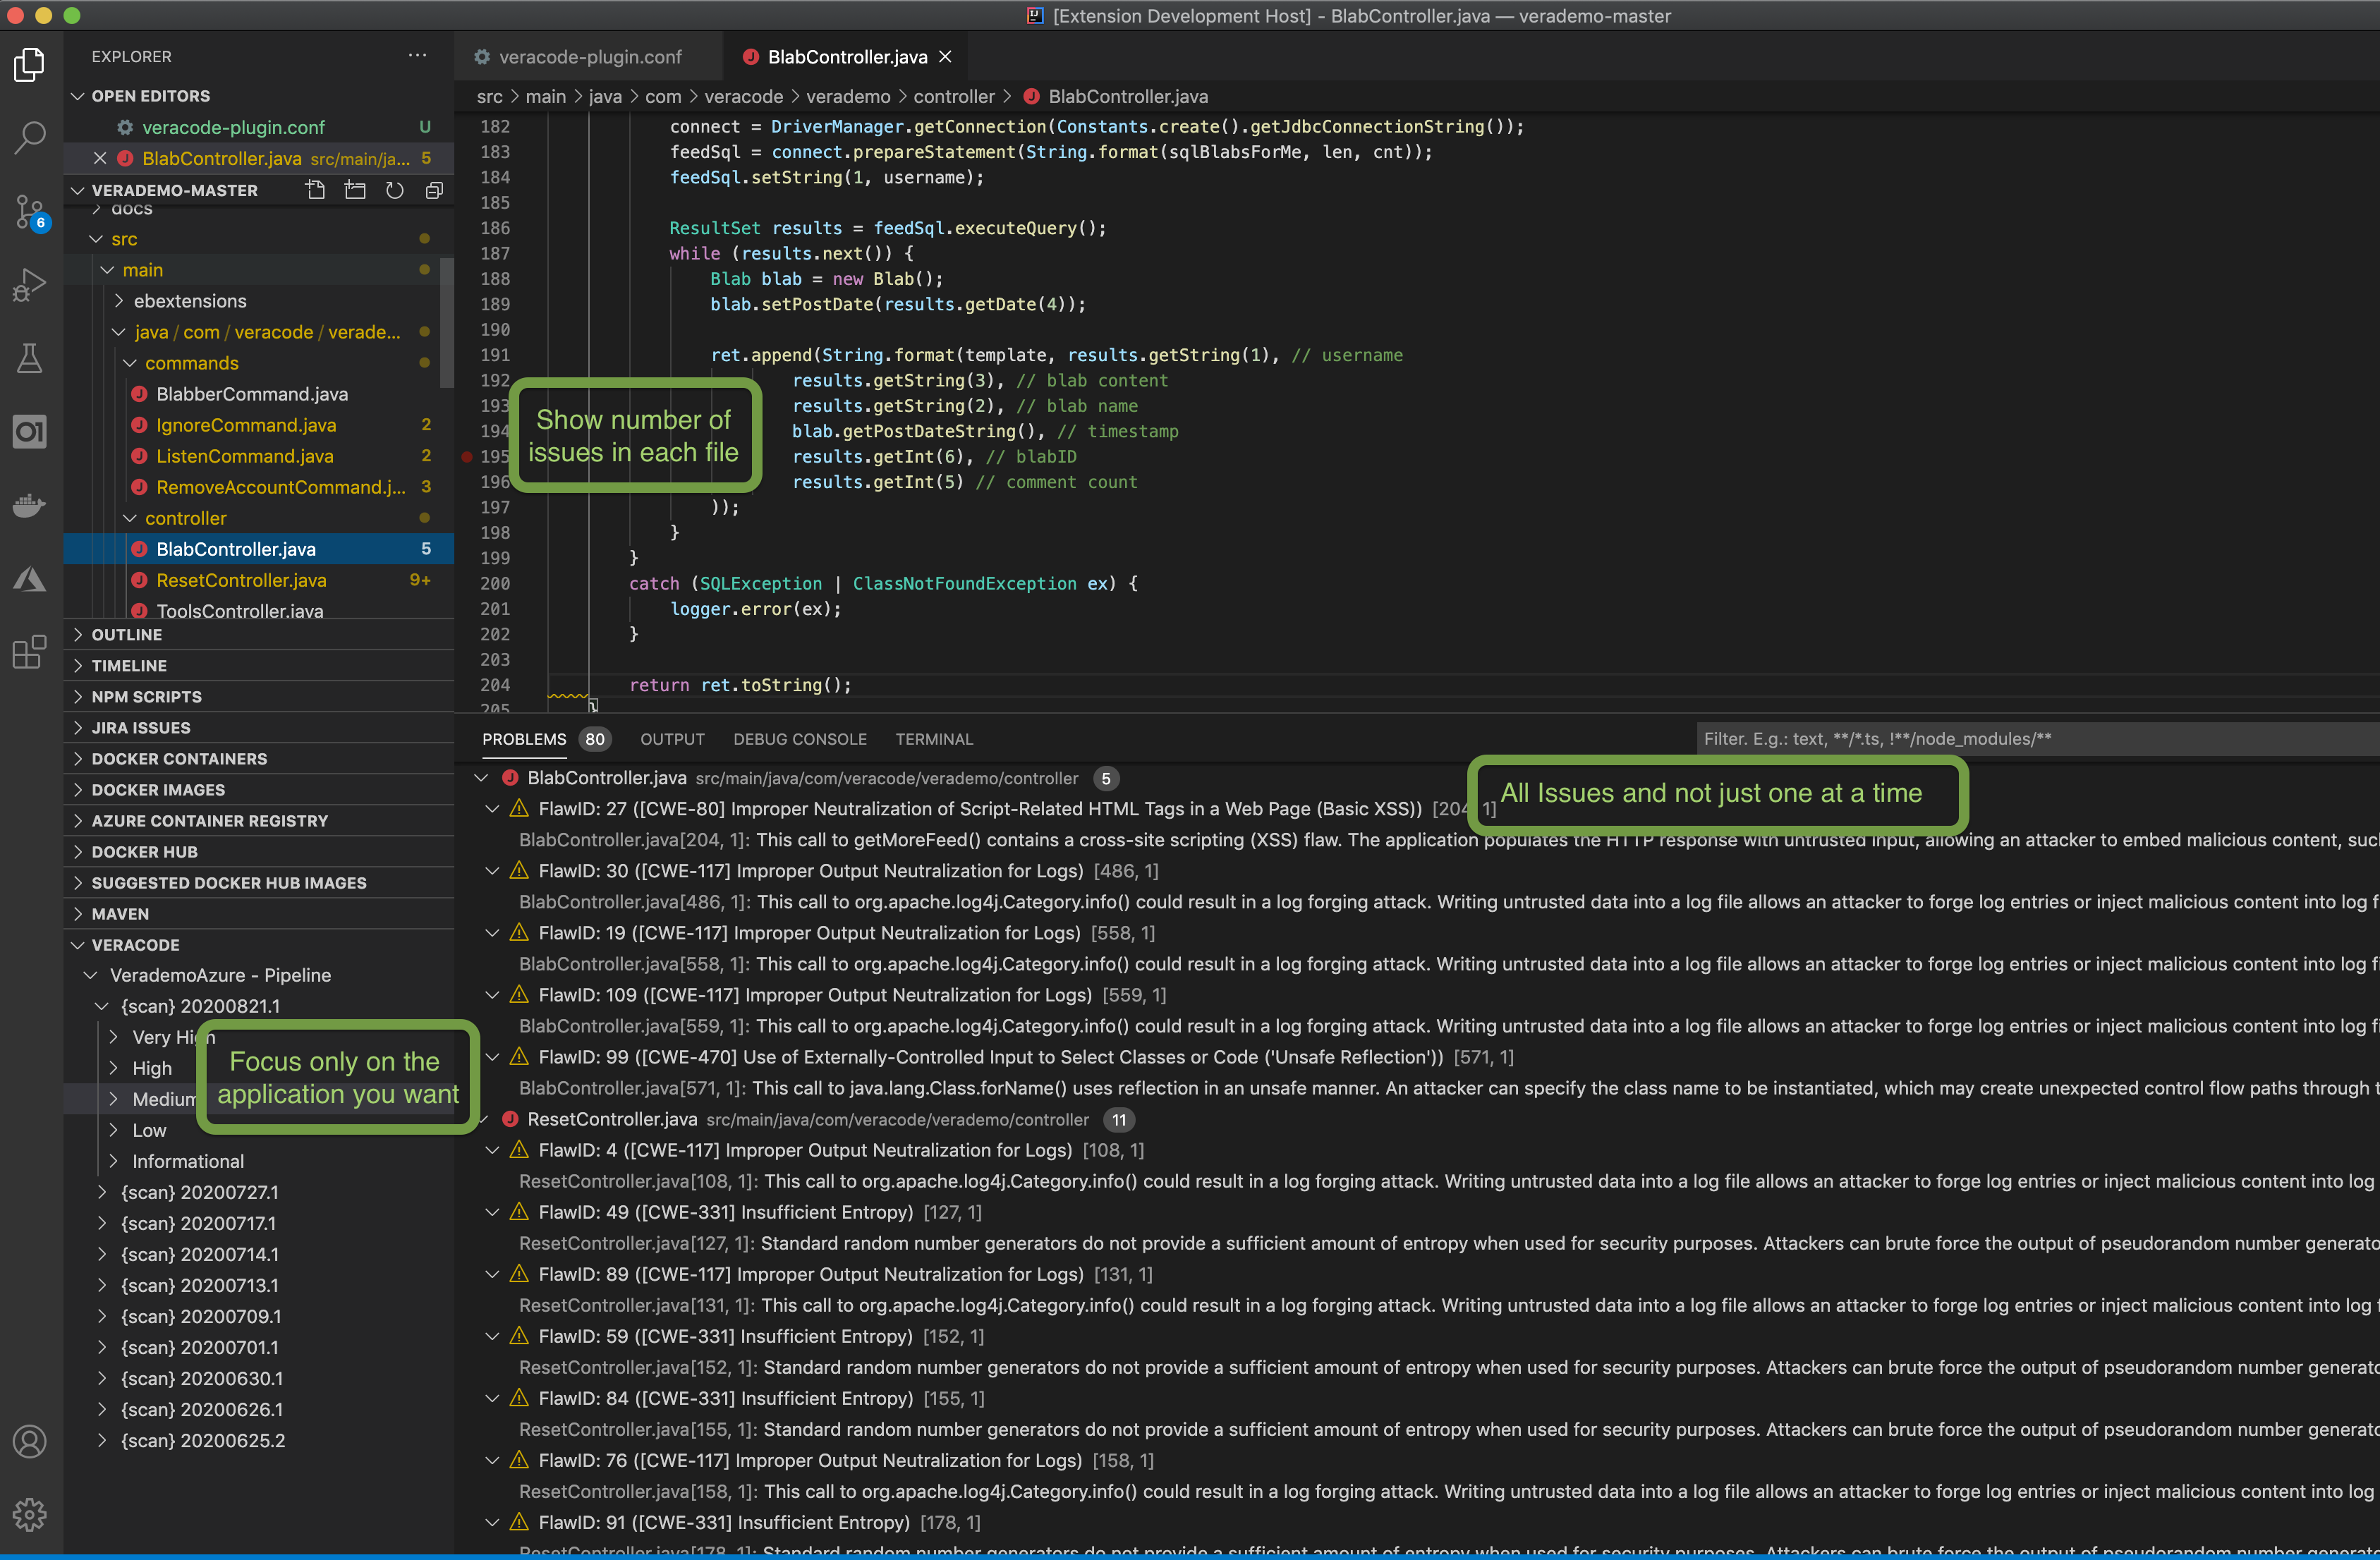 [Extension Development Host] - BlabController.java — verademo-master
EXPLORER
OPEN EDITORS
veracode-plugin.conf U
BlabController.java src/main/ja... 5
VERADEMO-MASTER
docs
src
main
ebextensions
java / com / veracode / verade...
commands
BlabberCommand.java
IgnoreCommand.java 2
ListenCommand.java 2
RemoveAccountCommand.j... 3
controller
BlabController.java 5
ResetController.java 9+
ToolsController.java
OUTLINE
TIMELINE
NPM SCRIPTS
JIRA ISSUES
DOCKER CONTAINERS
DOCKER IMAGES
AZURE CONTAINER REGISTRY
DOCKER HUB
SUGGESTED DOCKER HUB IMAGES
MAVEN
VERACODE
VerademoAzure - Pipeline
{scan} 20200821.1
Very High
High
Medium
Low
Informational
{scan} 20200727.1
{scan} 20200717.1
{scan} 20200714.1
{scan} 20200713.1
{scan} 20200709.1
{scan} 20200701.1
{scan} 20200630.1
{scan} 20200626.1
{scan} 20200625.2
6
Focus only on the
application you want
veracode-plugin.conf
BlabController.java
src > main > java > com > veracode > verademo > controller > BlabController.java
182 connect = DriverManager.getConnection(Constants.create().getJdbcConnectionString());
183 feedSql = connect.prepareStatement(String.format(sqlBlabsForMe, len, cnt));
184 feedSql.setString(1, username);
185
186 ResultSet results = feedSql.executeQuery();
187 while (results.next()) {
188 Blab blab = new Blab();
189 blab.setPostDate(results.getDate(4));
190
191 ret.append(String.format(template, results.getString(1), // username
192 results.getString(3), // blab content
193 results.getString(2), // blab name
194 blab.getPostDateString(), // timestamp
195 results.getInt(6), // blabID
196 results.getInt(5) // comment count
197 ));
198 }
199 }
200 catch (SQLException | ClassNotFoundException ex) {
201 logger.error(ex);
202 }
203
204 return ret.toString();
205 }
Show number of
issues in each file
PROBLEMS 80 OUTPUT DEBUG CONSOLE TERMINAL
Filter. E.g.: text, **/*.ts, !**/node_modules/**
All Issues and not just one at a time
BlabController.java src/main/java/com/veracode/verademo/controller 5
FlawID: 27 ([CWE-80] Improper Neutralization of Script-Related HTML Tags in a Web Page (Basic XSS)) [204, 1]
BlabController.java[204, 1]: This call to getMoreFeed() contains a cross-site scripting (XSS) flaw. The application populates the HTTP response with untrusted input, allowing an attacker to embed malicious content, suc
FlawID: 30 ([CWE-117] Improper Output Neutralization for Logs) [486, 1]
BlabController.java[486, 1]: This call to org.apache.log4j.Category.info() could result in a log forging attack. Writing untrusted data into a log file allows an attacker to forge log entries or inject malicious content into log f
FlawID: 19 ([CWE-117] Improper Output Neutralization for Logs) [558, 1]
BlabController.java[558, 1]: This call to org.apache.log4j.Category.info() could result in a log forging attack. Writing untrusted data into a log file allows an attacker to forge log entries or inject malicious content into log fi
FlawID: 109 ([CWE-117] Improper Output Neutralization for Logs) [559, 1]
BlabController.java[559, 1]: This call to org.apache.log4j.Category.info() could result in a log forging attack. Writing untrusted data into a log file allows an attacker to forge log entries or inject malicious content into log fi
FlawID: 99 ([CWE-470] Use of Externally-Controlled Input to Select Classes or Code ('Unsafe Reflection')) [571, 1]
BlabController.java[571, 1]: This call to java.lang.Class.forName() uses reflection in an unsafe manner. An attacker can specify the class name to be instantiated, which may create unexpected control flow paths through t
ResetController.java src/main/java/com/veracode/verademo/controller 11
FlawID: 4 ([CWE-117] Improper Output Neutralization for Logs) [108, 1]
ResetController.java[108, 1]: This call to org.apache.log4j.Category.info() could result in a log forging attack. Writing untrusted data into a log file allows an attacker to forge log entries or inject malicious content into log
FlawID: 49 ([CWE-331] Insufficient Entropy) [127, 1]
ResetController.java[127, 1]: Standard random number generators do not provide a sufficient amount of entropy when used for security purposes. Attackers can brute force the output of pseudorandom number generato
FlawID: 89 ([CWE-117] Improper Output Neutralization for Logs) [131, 1]
ResetController.java[131, 1]: This call to org.apache.log4j.Category.info() could result in a log forging attack. Writing untrusted data into a log file allows an attacker to forge log entries or inject malicious content into log f
FlawID: 59 ([CWE-331] Insufficient Entropy) [152, 1]
ResetController.java[152, 1]: Standard random number generators do not provide a sufficient amount of entropy when used for security purposes. Attackers can brute force the output of pseudorandom number generato
FlawID: 84 ([CWE-331] Insufficient Entropy) [155, 1]
ResetController.java[155, 1]: Standard random number generators do not provide a sufficient amount of entropy when used for security purposes. Attackers can brute force the output of pseudorandom number generato
FlawID: 76 ([CWE-117] Improper Output Neutralization for Logs) [158, 1]
ResetController.java[158, 1]: This call to org.apache.log4j.Category.info() could result in a log forging attack. Writing untrusted data into a log file allows an attacker to forge log entries or inject malicious content into log
FlawID: 91 ([CWE-331] Insufficient Entropy) [178, 1]
ResetController.java[178, 1]: Standard random number generators do not provide a sufficient amount of entropy when used for security purposes. Attackers can brute force the output of pseudorandom number generato